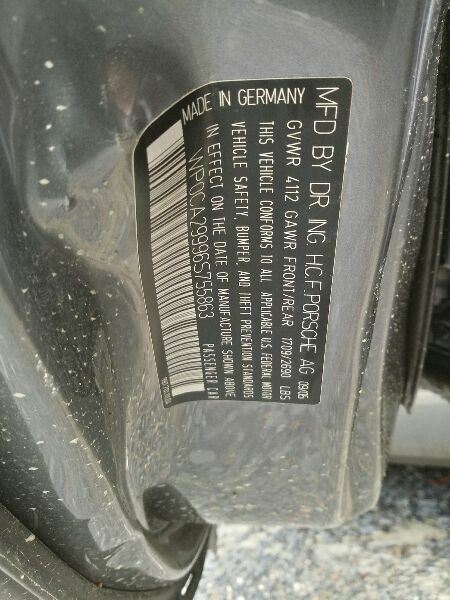 MFD BY DR. ING. H.C.F. PORSCHE AG 09/05
GVWR 4112 GAWR FRONT/REAR 1709/2690 LBS
THIS VEHICLE CONFORMS TO ALL APPLICABLE U.S. FEDERAL MOTOR
VEHICLE SAFETY, BUMPER, AND THEFT PREVENTION STANDARDS
IN EFFECT ON THE DATE OF MANUFACTURE SHOWN ABOVE
PASSENGER CAR
WP0CA29996S755863
MADE IN GERMANY